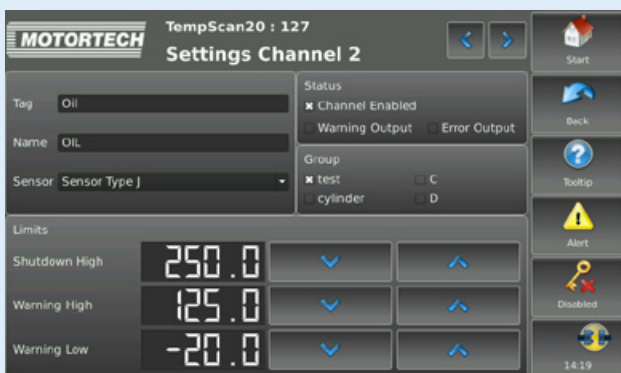 MOTORTECH
TempScan20 : 127
Settings Channel 2
Start
Tag Oil
Name OIL
Sensor Sensor Type J
Status
Channel Enabled
Warning Output Error Output
Group
test C
cylinder D
Back
Tooltip
Limits
Shutdown High 250.0
Warning High 125.0
Warning Low -20.0
Alert
Disabled
14:19